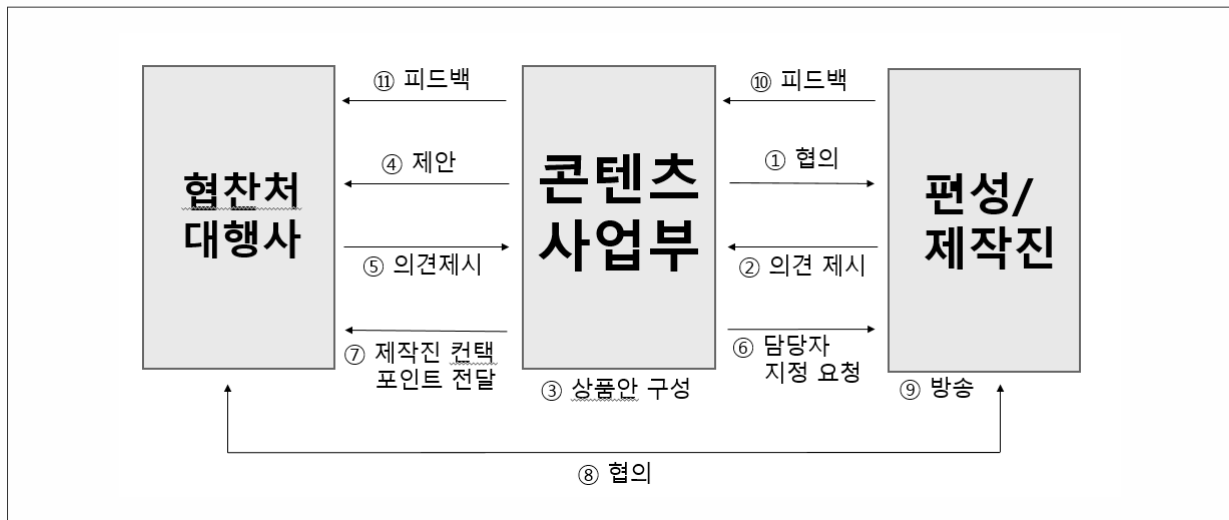 ⑪ 피드백
⑩ 피드백
④ 제안
① 협의
협찬처
대행사
콘텐츠
사업부
편성/
제작진
⑤ 의견제시
② 의견 제시
⑦ 제작진 컨택
포인트 전달
⑥ 담당자
지정 요청
③ 상품안 구성
⑨ 방송
⑧ 협의